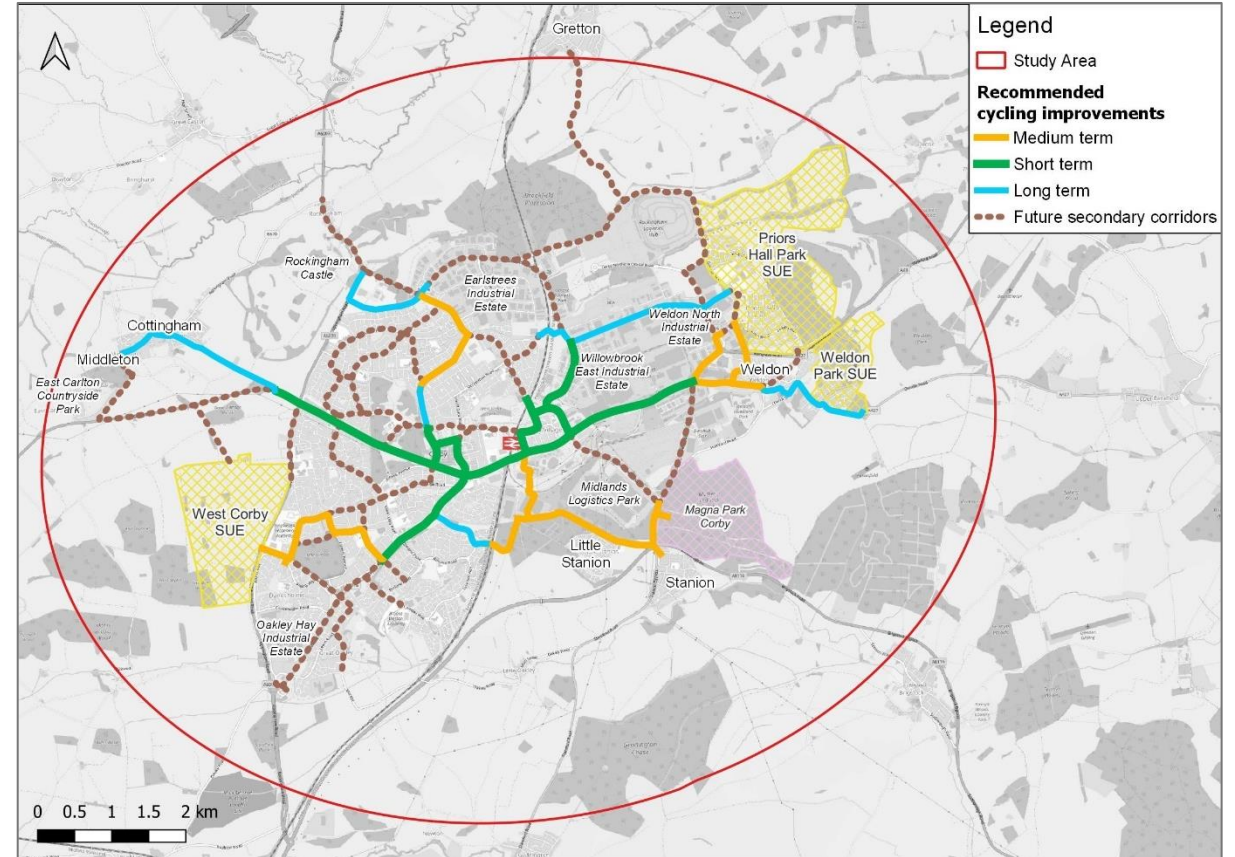 Gretton
Legend
Study Area
Recommended
cycling improvements
Medium term
Short term
Long term
Future secondary corridors
Priors
Hall Park
SUE
Rockingham
Castle
Earlstrees
Industrial
Estate
Cottingham
Weldon North
Industrial
Estate
Middleton
Willowbrook
East Industrial
Estate
Weldon
Weldon
Park SUE
East Carlton
Countryside
Park
West Corby
SUE
Midlands
Logistics Park
Magna Park
Corby
Little
Stanion
Stanion
Oakley Hay
Industrial
Estate
0 0.5 1 1.5 2 km